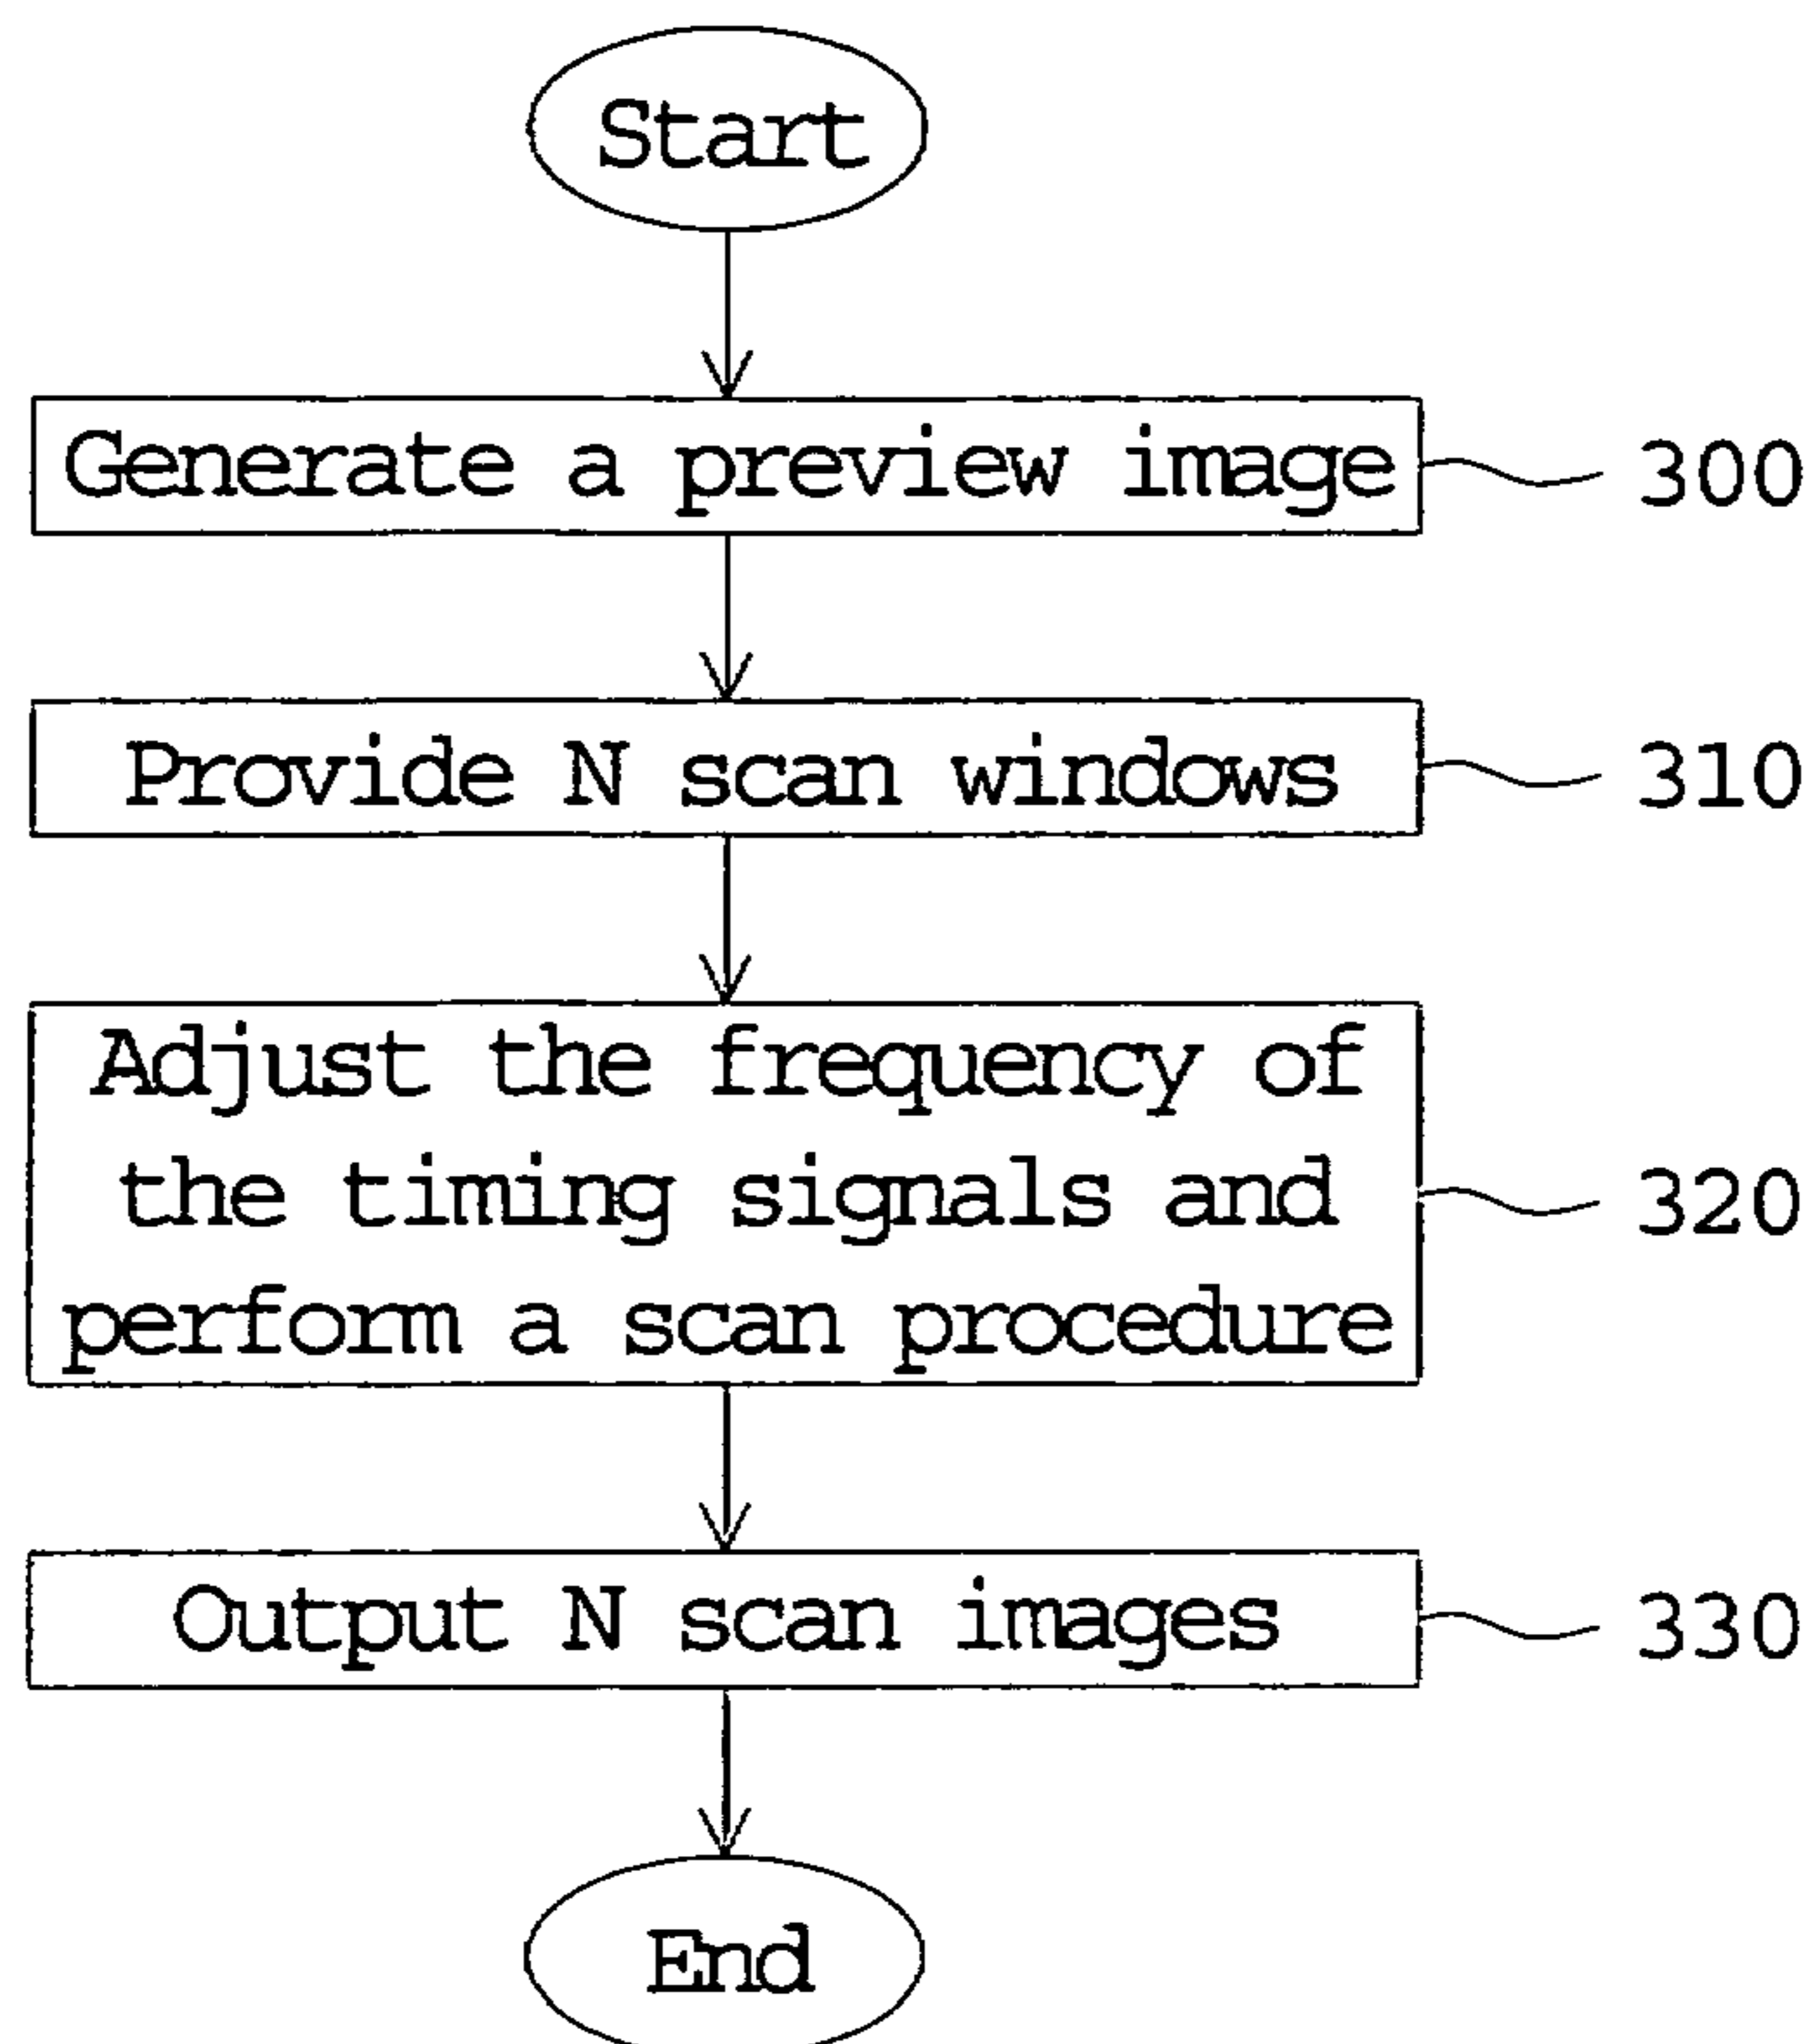 Start
Generate a preview image
300
Provide N scan windows
310
Adjust the frequency of
the timing signals and
320
perform a scan procedure
Output N scan images
330
End